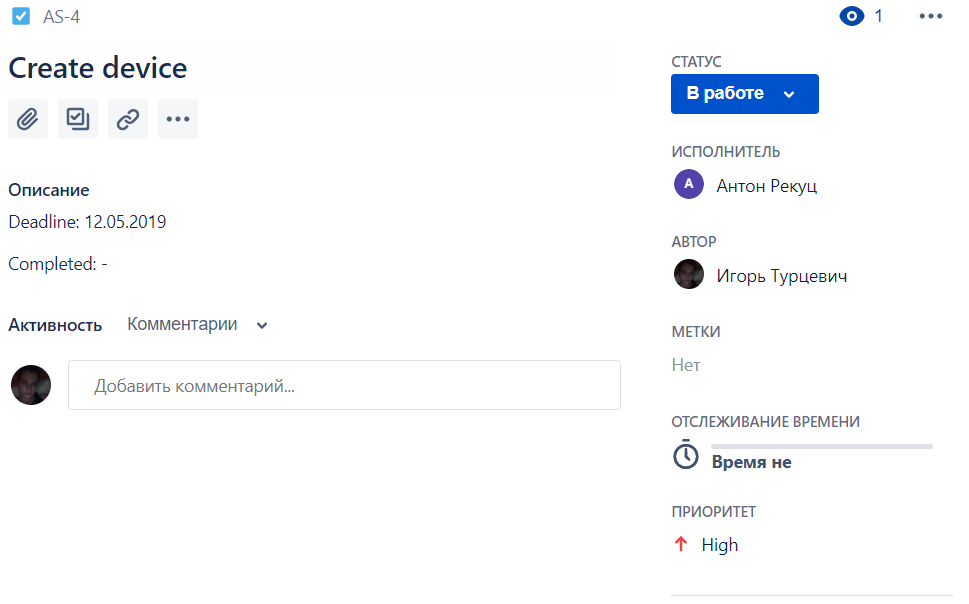 AS-4
1
Create device
Описание
Deadline: 12.05.2019
Completed: -
Активность Комментарии
Добавить комментарий...
СТАТУС
В работе
ИСПОЛНИТЕЛЬ
А Антон Рекуц
АВТОР
Игорь Турцевич
МЕТКИ
Нет
ОТСЛЕЖИВАНИЕ ВРЕМЕНИ
Время не
ПРИОРИТЕТ
High